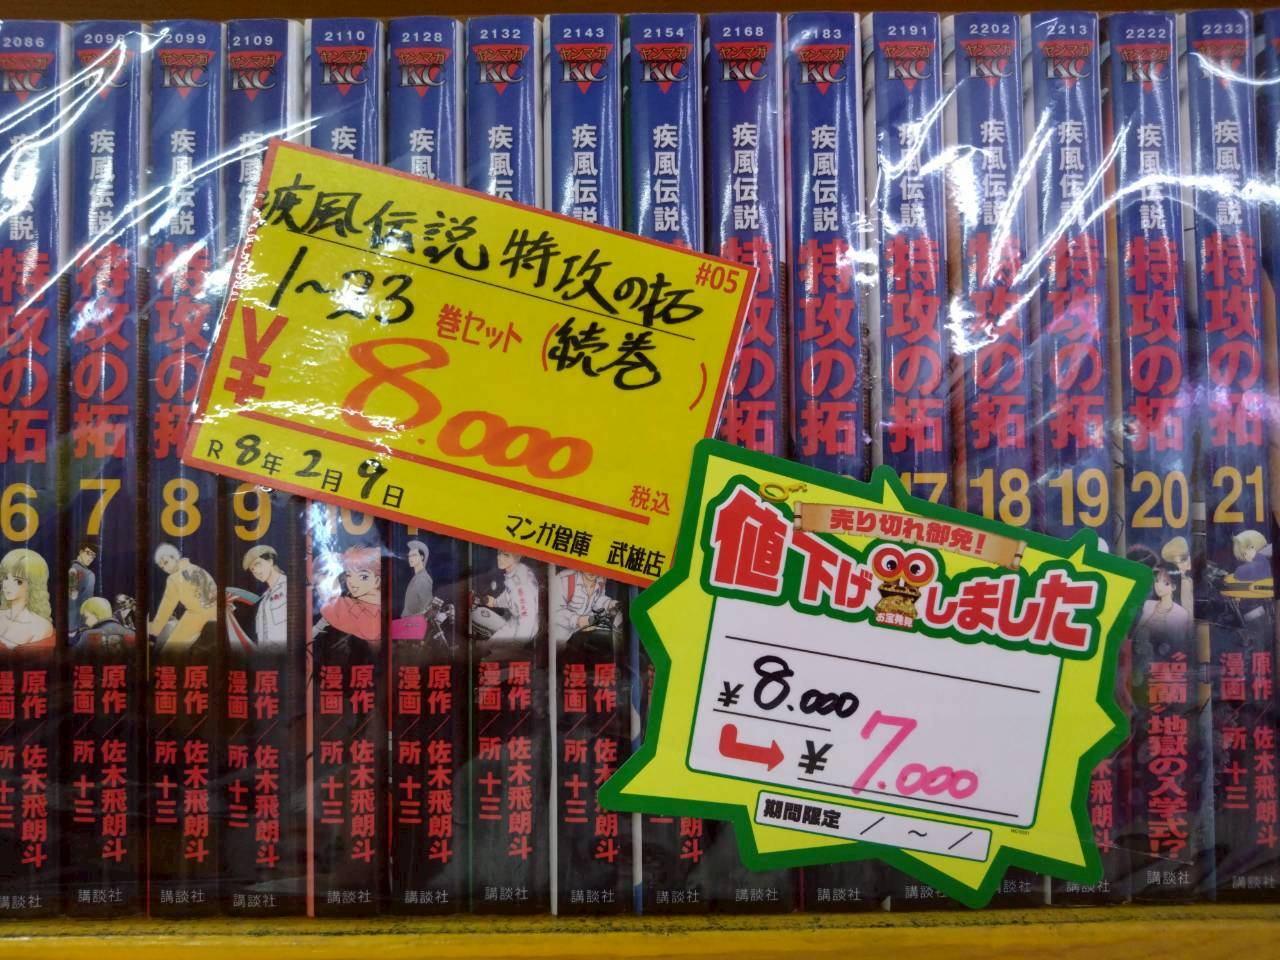 2086
2098
2099
2109
2110
2128
2132
2143
2154
2168
2183
2191
2202
2213
2222
2233
ヤンマガKC
疾風伝説 特攻の拓
6
7
8
9
10
17
18
19
20
21
疾風伝説 特攻の拓
#05
1~23巻セット(続巻)
¥8.000
税込
R8年2月9日
マンガ倉庫 武雄店
売り切れ御免!
値下げしました
お宝発見
¥8.000
¥7.000
期間限定 / ~ /
原作/佐木飛朗斗
漫画/所 十三
"聖蘭"地獄の入学式!?
講談社